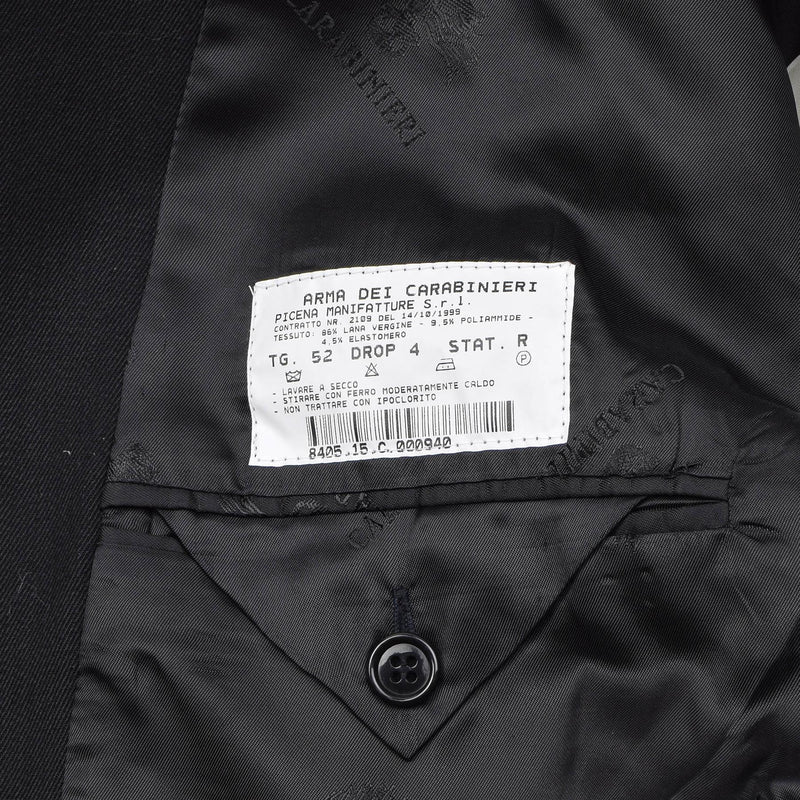 CARABINIERI
ARMA DEI CARABINIERI
PICENA MANIFATTURE S.r.l.
CONTRATTO NR. 2109 DEL 14/10/1999
TESSUTO: 86% LANA VERGINE - 9.5% POLIAMMIDE -
4.5% ELASTOMERO
TG. 52 DROP 4 STAT. R
P
- LAVARE A SECCO
- STIRARE CON FERRO MODERATAMENTE CALDO
- NON TRATTARE CON IPOCLORITO
8405.15.C.000940
CARABINIERI
CA